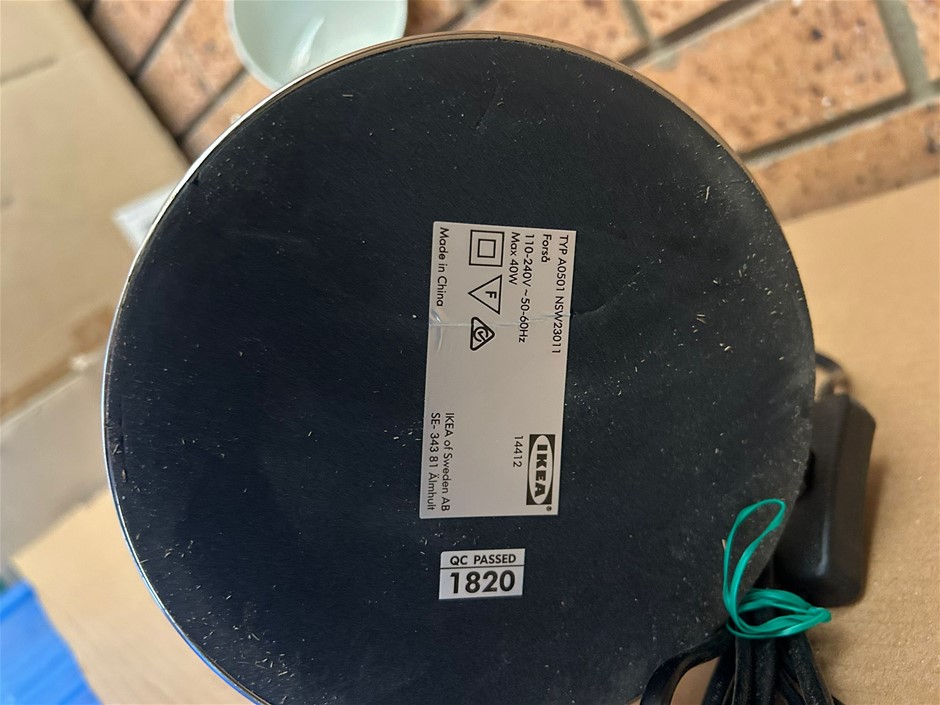 TYP A0501 NSW23011
Forså
110-240V ~ 50-60Hz
Max 40W
F
Made in China
IKEA®
14412
IKEA of Sweden AB
SE- 343 81 Älmhult
QC PASSED
1820